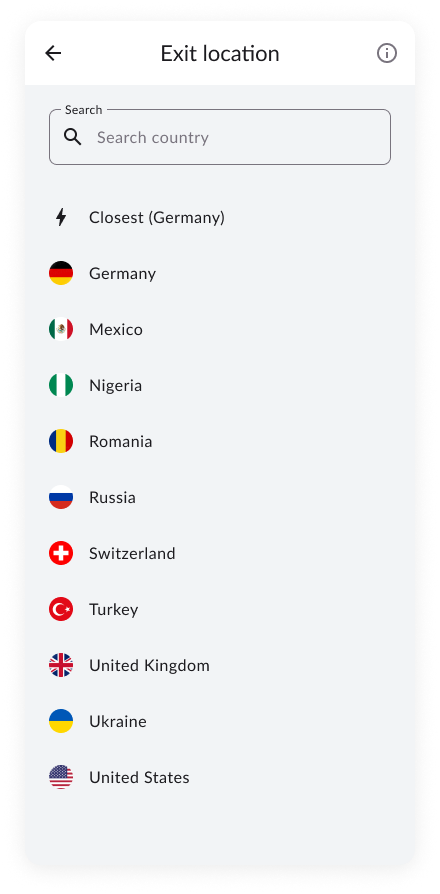 Exit location
Search
Search country
Closest (Germany)
Germany
Mexico
Nigeria
Romania
Russia
Switzerland
Turkey
United Kingdom
Ukraine
United States